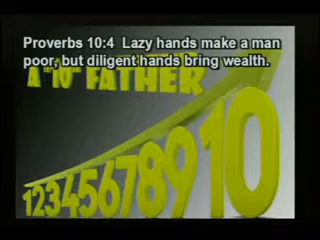 Proverbs 10:4  Lazy hands make a man
poor, but diligent hands bring wealth.
A "10" FATHER
12345678910